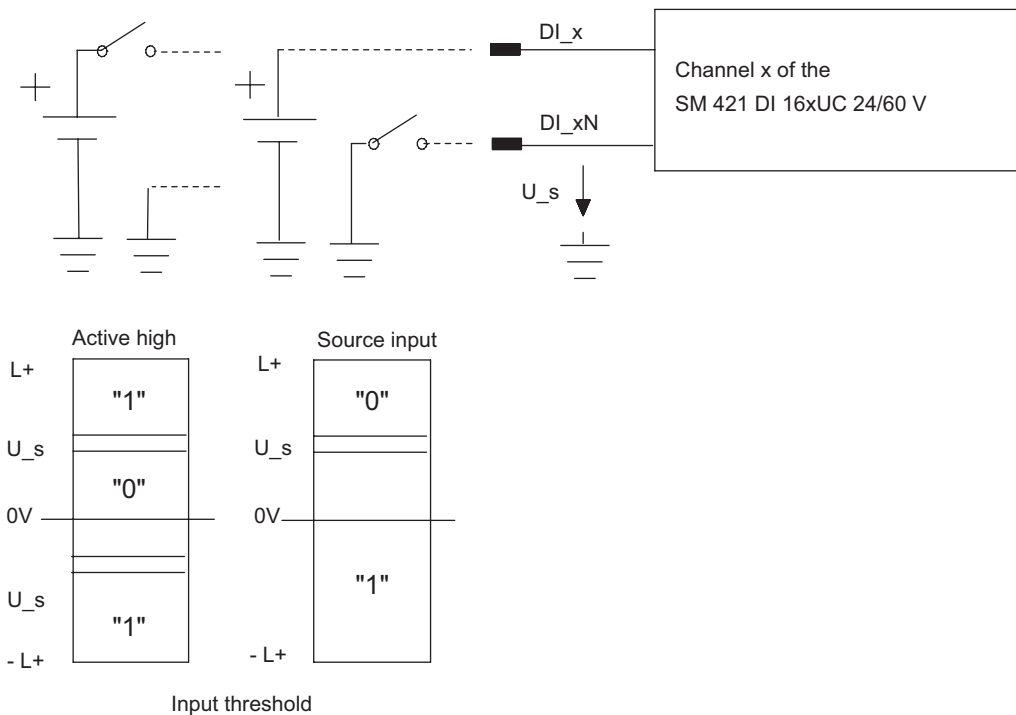 DI_x
Channel x of the
SM 421 DI 16xUC 24/60 V
+
+
DI_xN
U_s
Active high
Source input
L+
"1"
L+
"0"
U_s
U_s
"0"
0V
0V
"1"
U_s
"1"
- L+
- L+
Input threshold